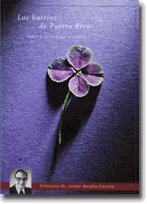 Los barrios
de Puerto Rico
Colección Dr. Arturo Morales Carrión